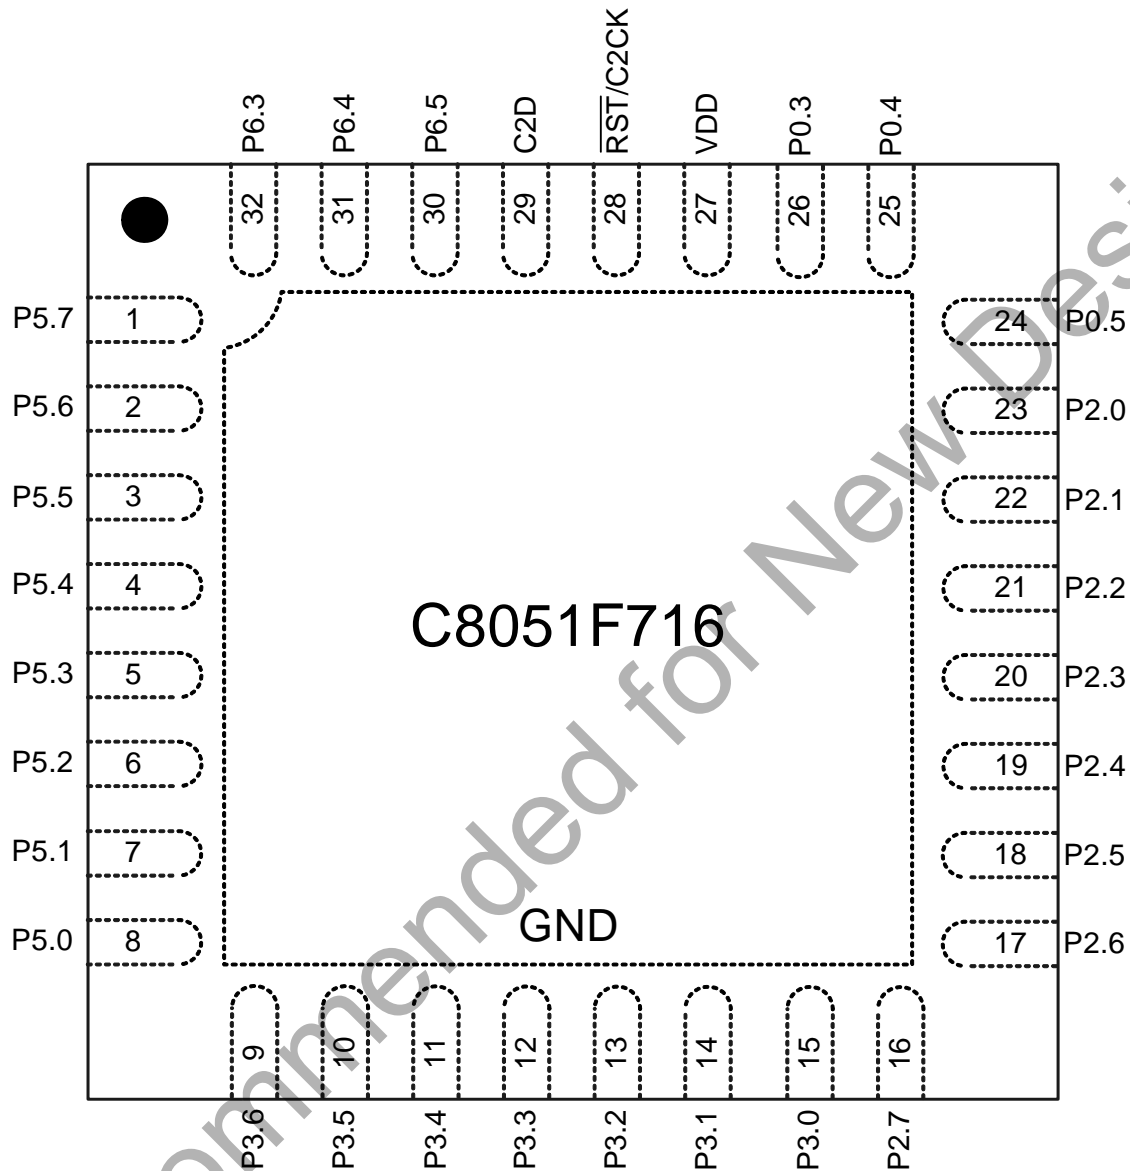 P6.3 P6.4 P6.5 C2D RST/C2CK VDD P0.3 P0.4
32 31 30 29 28 27 26 25
P5.7 1 24 P0.5
P5.6 2 23 P2.0
P5.5 3 22 P2.1
P5.4 4 21 P2.2
P5.3 5 20 P2.3
P5.2 6 19 P2.4
P5.1 7 18 P2.5
P5.0 8 17 P2.6
C8051F716
GND
9 10 11 12 13 14 15 16
P3.6 P3.5 P3.4 P3.3 P3.2 P3.1 P3.0 P2.7
ommended for New Desi